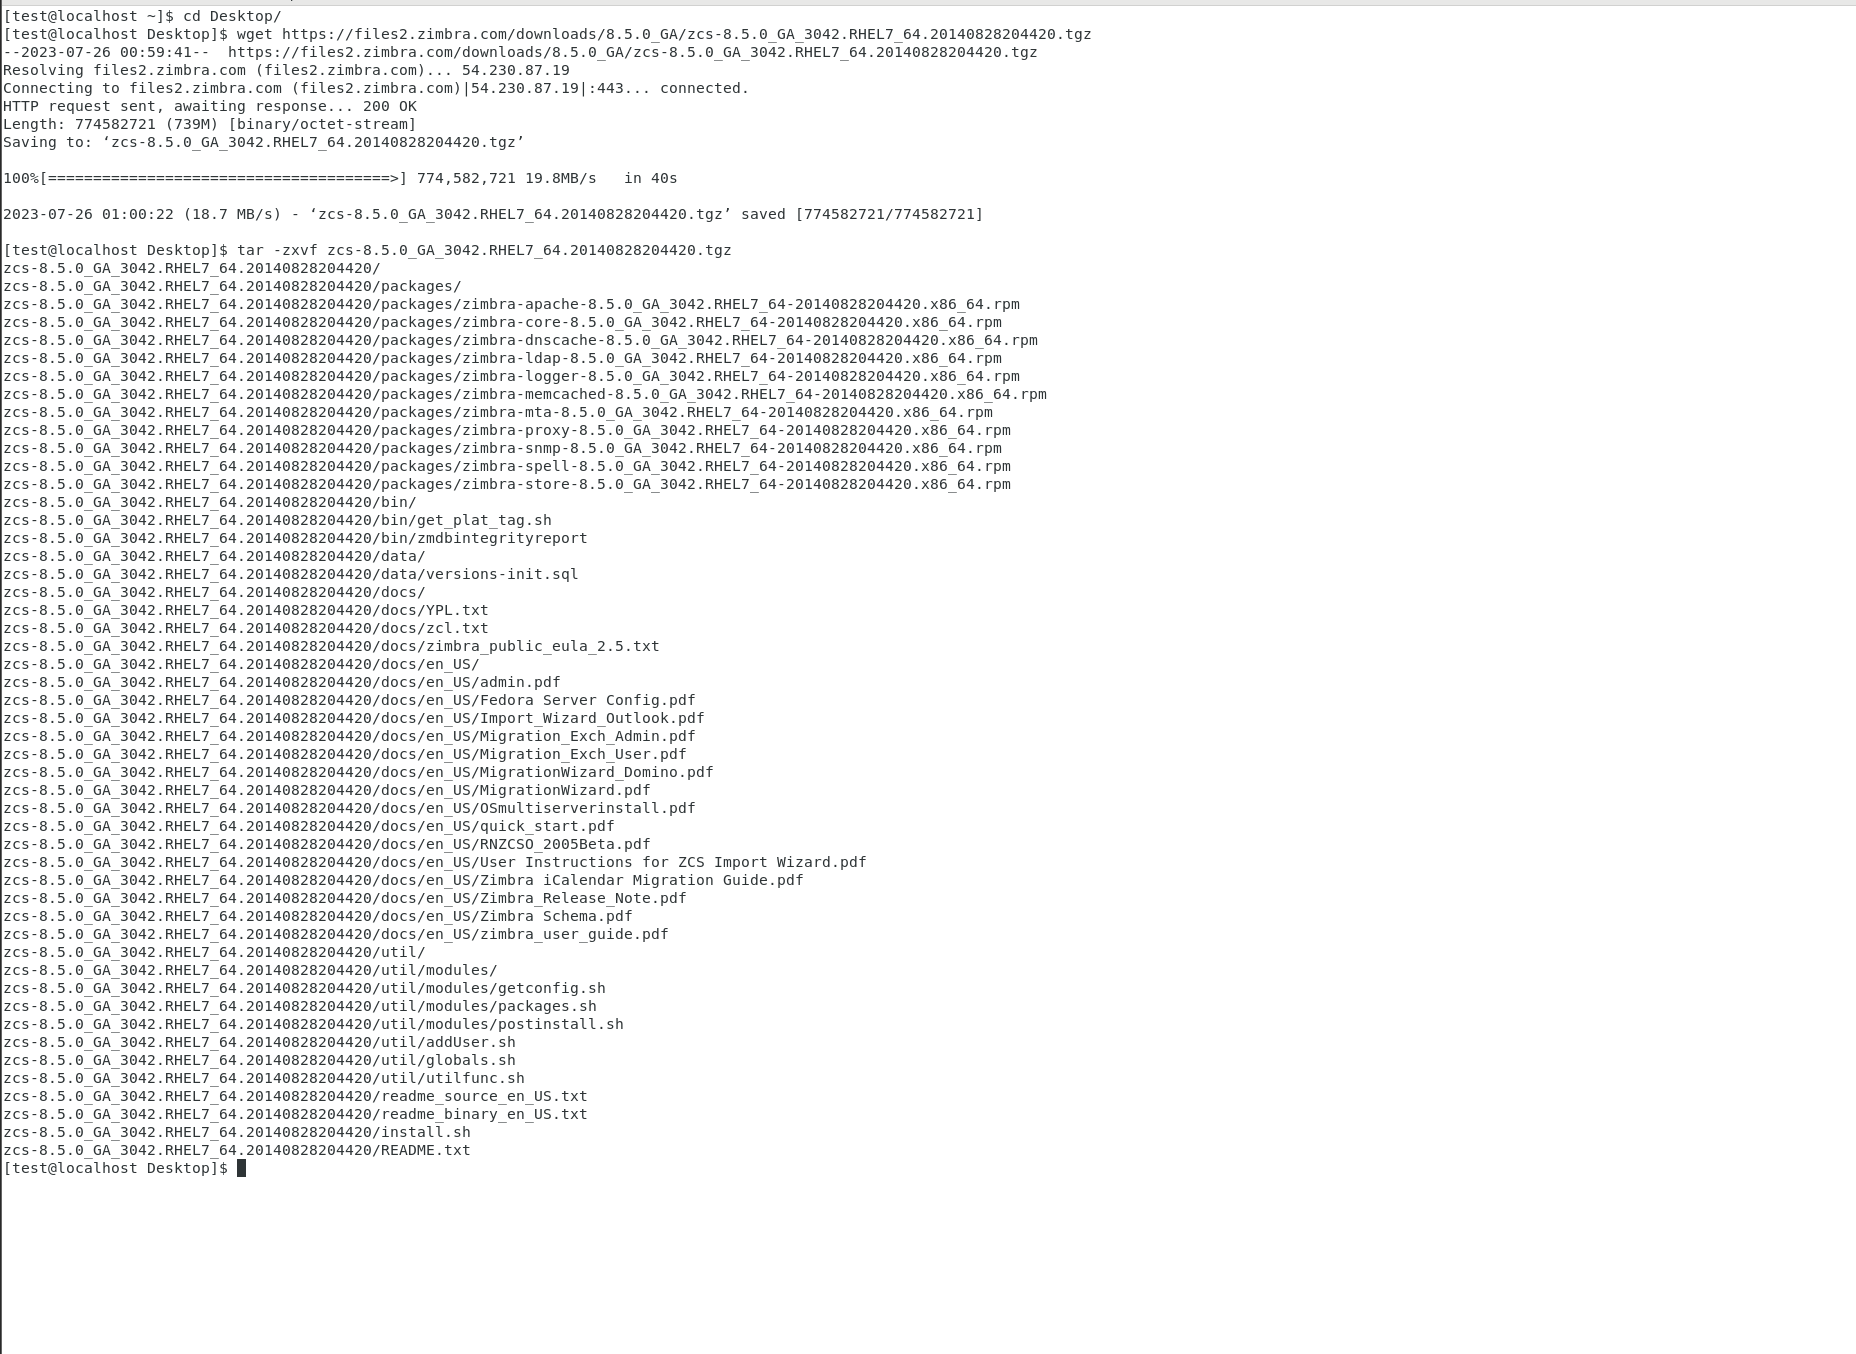 [test@localhost ~]$ cd Desktop/
[test@localhost Desktop]$ wget https://files2.zimbra.com/downloads/8.5.0_GA/zcs-8.5.0_GA_3042.RHEL7_64.20140828204420.tgz
--2023-07-26 00:59:41--  https://files2.zimbra.com/downloads/8.5.0_GA/zcs-8.5.0_GA_3042.RHEL7_64.20140828204420.tgz
Resolving files2.zimbra.com (files2.zimbra.com)... 54.230.87.19
Connecting to files2.zimbra.com (files2.zimbra.com)|54.230.87.19|:443... connected.
HTTP request sent, awaiting response... 200 OK
Length: 774582721 (739M) [binary/octet-stream]
Saving to: ‘zcs-8.5.0_GA_3042.RHEL7_64.20140828204420.tgz’
100%[======================================>] 774,582,721 19.8MB/s   in 40s
2023-07-26 01:00:22 (18.7 MB/s) - ‘zcs-8.5.0_GA_3042.RHEL7_64.20140828204420.tgz’ saved [774582721/774582721]
[test@localhost Desktop]$ tar -zxvf zcs-8.5.0_GA_3042.RHEL7_64.20140828204420.tgz
zcs-8.5.0_GA_3042.RHEL7_64.20140828204420/
zcs-8.5.0_GA_3042.RHEL7_64.20140828204420/packages/
zcs-8.5.0_GA_3042.RHEL7_64.20140828204420/packages/zimbra-apache-8.5.0_GA_3042.RHEL7_64-20140828204420.x86_64.rpm
zcs-8.5.0_GA_3042.RHEL7_64.20140828204420/packages/zimbra-core-8.5.0_GA_3042.RHEL7_64-20140828204420.x86_64.rpm
zcs-8.5.0_GA_3042.RHEL7_64.20140828204420/packages/zimbra-dnscache-8.5.0_GA_3042.RHEL7_64-20140828204420.x86_64.rpm
zcs-8.5.0_GA_3042.RHEL7_64.20140828204420/packages/zimbra-ldap-8.5.0_GA_3042.RHEL7_64-20140828204420.x86_64.rpm
zcs-8.5.0_GA_3042.RHEL7_64.20140828204420/packages/zimbra-logger-8.5.0_GA_3042.RHEL7_64-20140828204420.x86_64.rpm
zcs-8.5.0_GA_3042.RHEL7_64.20140828204420/packages/zimbra-memcached-8.5.0_GA_3042.RHEL7_64-20140828204420.x86_64.rpm
zcs-8.5.0_GA_3042.RHEL7_64.20140828204420/packages/zimbra-mta-8.5.0_GA_3042.RHEL7_64-20140828204420.x86_64.rpm
zcs-8.5.0_GA_3042.RHEL7_64.20140828204420/packages/zimbra-proxy-8.5.0_GA_3042.RHEL7_64-20140828204420.x86_64.rpm
zcs-8.5.0_GA_3042.RHEL7_64.20140828204420/packages/zimbra-snmp-8.5.0_GA_3042.RHEL7_64-20140828204420.x86_64.rpm
zcs-8.5.0_GA_3042.RHEL7_64.20140828204420/packages/zimbra-spell-8.5.0_GA_3042.RHEL7_64-20140828204420.x86_64.rpm
zcs-8.5.0_GA_3042.RHEL7_64.20140828204420/packages/zimbra-store-8.5.0_GA_3042.RHEL7_64-20140828204420.x86_64.rpm
zcs-8.5.0_GA_3042.RHEL7_64.20140828204420/bin/
zcs-8.5.0_GA_3042.RHEL7_64.20140828204420/bin/get_plat_tag.sh
zcs-8.5.0_GA_3042.RHEL7_64.20140828204420/bin/zmdbintegrityreport
zcs-8.5.0_GA_3042.RHEL7_64.20140828204420/data/
zcs-8.5.0_GA_3042.RHEL7_64.20140828204420/data/versions-init.sql
zcs-8.5.0_GA_3042.RHEL7_64.20140828204420/docs/
zcs-8.5.0_GA_3042.RHEL7_64.20140828204420/docs/YPL.txt
zcs-8.5.0_GA_3042.RHEL7_64.20140828204420/docs/zcl.txt
zcs-8.5.0_GA_3042.RHEL7_64.20140828204420/docs/zimbra_public_eula_2.5.txt
zcs-8.5.0_GA_3042.RHEL7_64.20140828204420/docs/en_US/
zcs-8.5.0_GA_3042.RHEL7_64.20140828204420/docs/en_US/admin.pdf
zcs-8.5.0_GA_3042.RHEL7_64.20140828204420/docs/en_US/Fedora Server Config.pdf
zcs-8.5.0_GA_3042.RHEL7_64.20140828204420/docs/en_US/Import_Wizard_Outlook.pdf
zcs-8.5.0_GA_3042.RHEL7_64.20140828204420/docs/en_US/Migration_Exch_Admin.pdf
zcs-8.5.0_GA_3042.RHEL7_64.20140828204420/docs/en_US/Migration_Exch_User.pdf
zcs-8.5.0_GA_3042.RHEL7_64.20140828204420/docs/en_US/MigrationWizard_Domino.pdf
zcs-8.5.0_GA_3042.RHEL7_64.20140828204420/docs/en_US/MigrationWizard.pdf
zcs-8.5.0_GA_3042.RHEL7_64.20140828204420/docs/en_US/OSmultiserverinstall.pdf
zcs-8.5.0_GA_3042.RHEL7_64.20140828204420/docs/en_US/quick_start.pdf
zcs-8.5.0_GA_3042.RHEL7_64.20140828204420/docs/en_US/RNZCSO_2005Beta.pdf
zcs-8.5.0_GA_3042.RHEL7_64.20140828204420/docs/en_US/User Instructions for ZCS Import Wizard.pdf
zcs-8.5.0_GA_3042.RHEL7_64.20140828204420/docs/en_US/Zimbra iCalendar Migration Guide.pdf
zcs-8.5.0_GA_3042.RHEL7_64.20140828204420/docs/en_US/Zimbra_Release_Note.pdf
zcs-8.5.0_GA_3042.RHEL7_64.20140828204420/docs/en_US/Zimbra Schema.pdf
zcs-8.5.0_GA_3042.RHEL7_64.20140828204420/docs/en_US/zimbra_user_guide.pdf
zcs-8.5.0_GA_3042.RHEL7_64.20140828204420/util/
zcs-8.5.0_GA_3042.RHEL7_64.20140828204420/util/modules/
zcs-8.5.0_GA_3042.RHEL7_64.20140828204420/util/modules/getconfig.sh
zcs-8.5.0_GA_3042.RHEL7_64.20140828204420/util/modules/packages.sh
zcs-8.5.0_GA_3042.RHEL7_64.20140828204420/util/modules/postinstall.sh
zcs-8.5.0_GA_3042.RHEL7_64.20140828204420/util/addUser.sh
zcs-8.5.0_GA_3042.RHEL7_64.20140828204420/util/globals.sh
zcs-8.5.0_GA_3042.RHEL7_64.20140828204420/util/utilfunc.sh
zcs-8.5.0_GA_3042.RHEL7_64.20140828204420/readme_source_en_US.txt
zcs-8.5.0_GA_3042.RHEL7_64.20140828204420/readme_binary_en_US.txt
zcs-8.5.0_GA_3042.RHEL7_64.20140828204420/install.sh
zcs-8.5.0_GA_3042.RHEL7_64.20140828204420/README.txt
[test@localhost Desktop]$